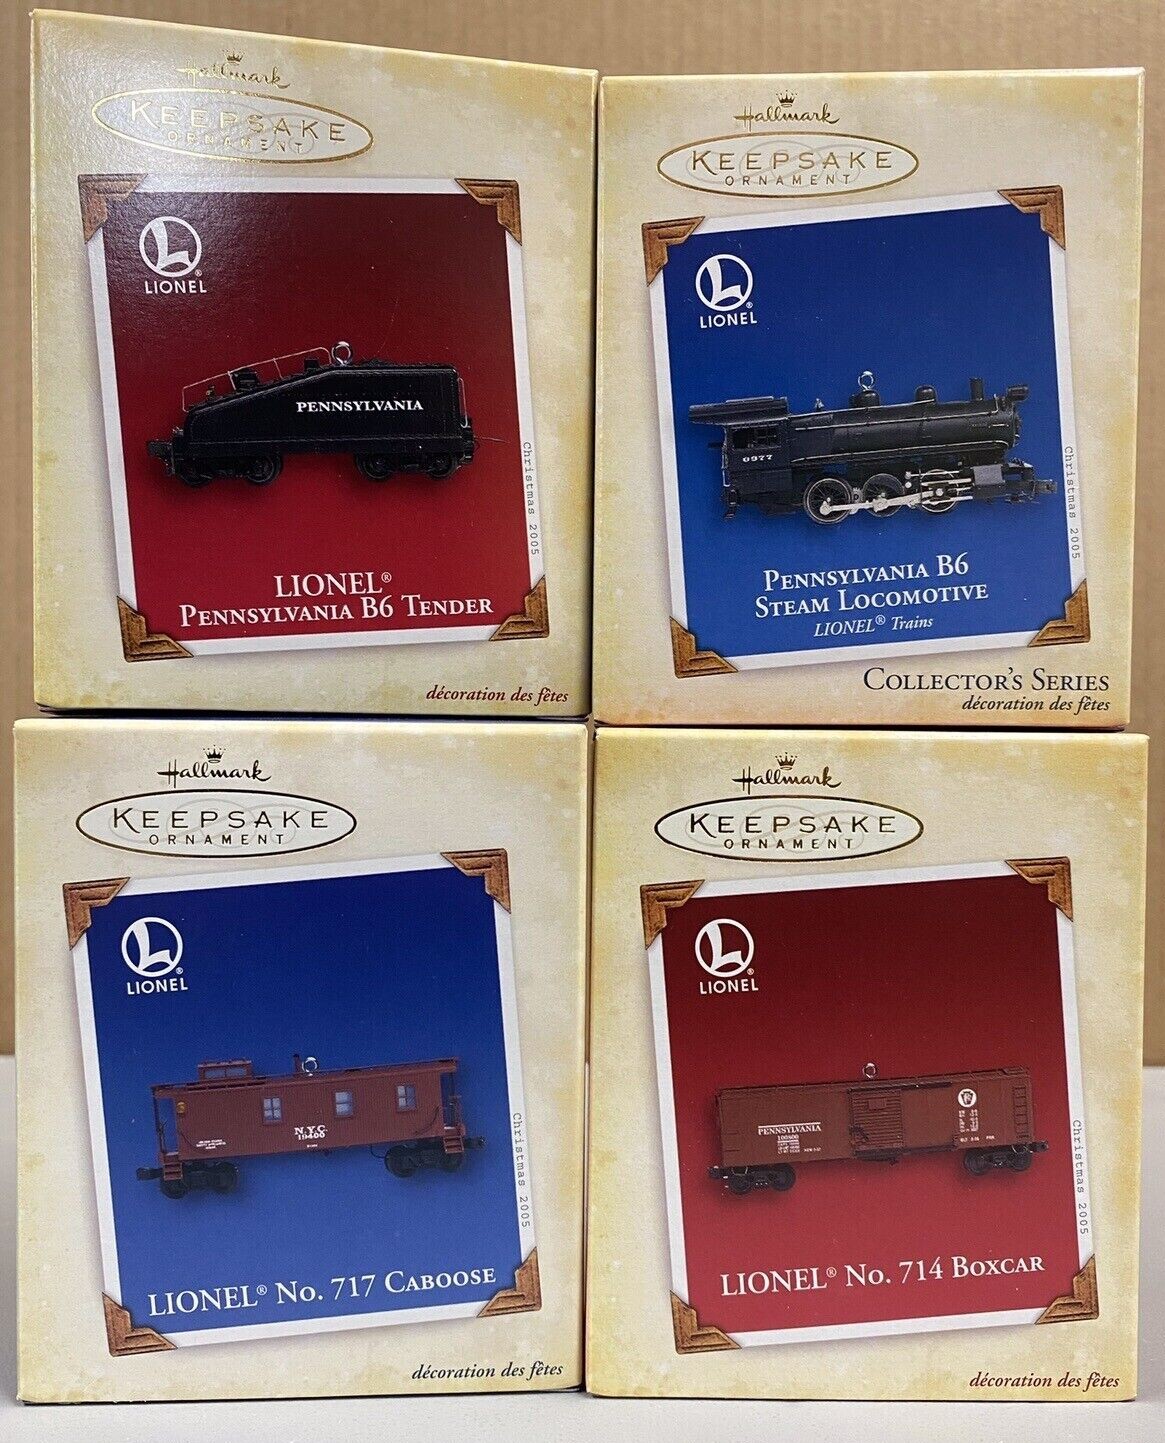 Hallmark
KEEPSAKE
ORNAMENT
LIONEL®
PENNSYLVANIA
Christmas 2005
LIONEL®
PENNSYLVANIA B6 TENDER
décoration des fêtes
Hallmark
KEEPSAKE
ORNAMENT
LIONEL®
6977
Christmas 2005
PENNSYLVANIA B6
STEAM LOCOMOTIVE
LIONEL® Trains
COLLECTOR'S SERIES
décoration des fêtes
Hallmark
KEEPSAKE
ORNAMENT
LIONEL®
N.Y.C.
19400
Christmas 2005
LIONEL® No. 717 CABOOSE
décoration des fêtes
Hallmark
KEEPSAKE
ORNAMENT
LIONEL®
PENNSYLVANIA
100800
Christmas 2005
LIONEL® No. 714 BOXCAR
décoration des fêtes